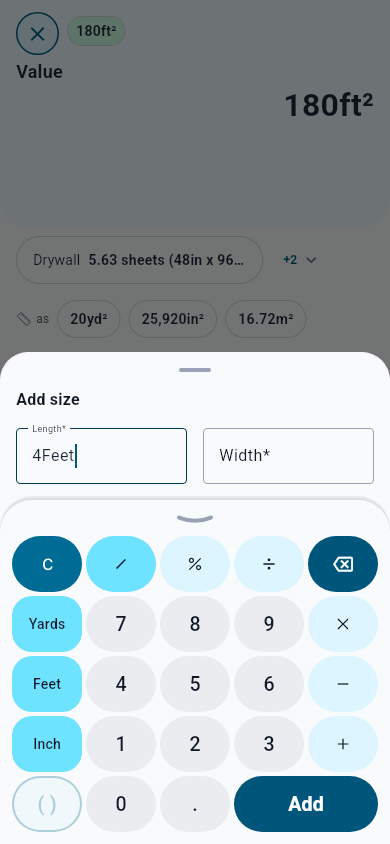 180ft²
Value
180ft²
Drywall 5.63 sheets (48in x 96… +2
as 20yd² 25,920in² 16.72m²
Add size
Length*
4Feet
Width*
C ⁄ % ÷
Yards 7 8 9 ×
Feet 4 5 6 −
Inch 1 2 3 +
( ) 0 . Add